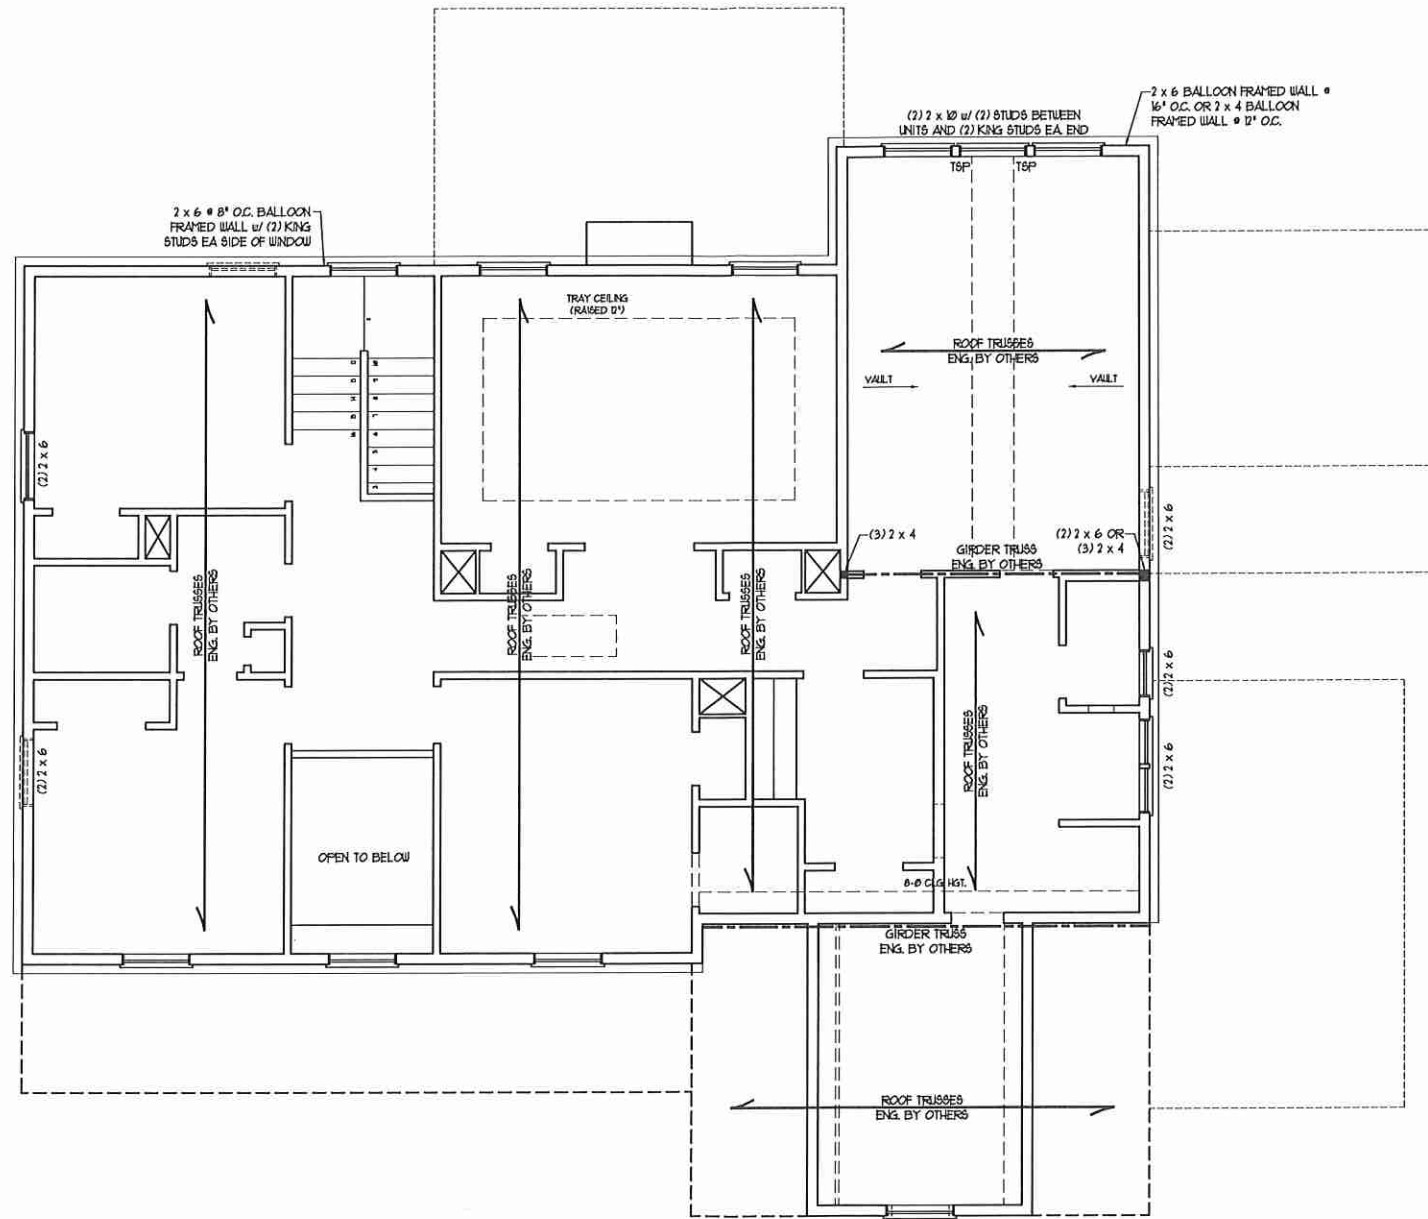 2 x 6 BALLOON FRAMED WALL @
16" O.C. OR 2 x 4 BALLOON
FRAMED WALL @ 12" O.C.
(2) 2 x 10 w/ (2) STUDS BETWEEN
UNITS AND (2) KING STUDS EA. END
TSP
TSP
2 x 6 @ 8" O.C. BALLOON
FRAMED WALL w/ (2) KING
STUDS EA SIDE OF WINDOW
TRAY CEILING
(RAISED 12")
ROOF TRUSSES
ENG. BY OTHERS
VAULT
VAULT
(2) 2 x 6
(3) 2 x 4
GIRDER TRUSS
ENG. BY OTHERS
(2) 2 x 6 OR
(3) 2 x 4
(2) 2 x 6
ROOF TRUSSES
ENG. BY OTHERS
ROOF TRUSSES
ENG. BY OTHERS
ROOF TRUSSES
ENG. BY OTHERS
(2) 2 x 6
ROOF TRUSSES
ENG. BY OTHERS
(2) 2 x 6
(2) 2 x 6
OPEN TO BELOW
8-0 CLG HGT.
GIRDER TRUSS
ENG. BY OTHERS
ROOF TRUSSES
ENG. BY OTHERS